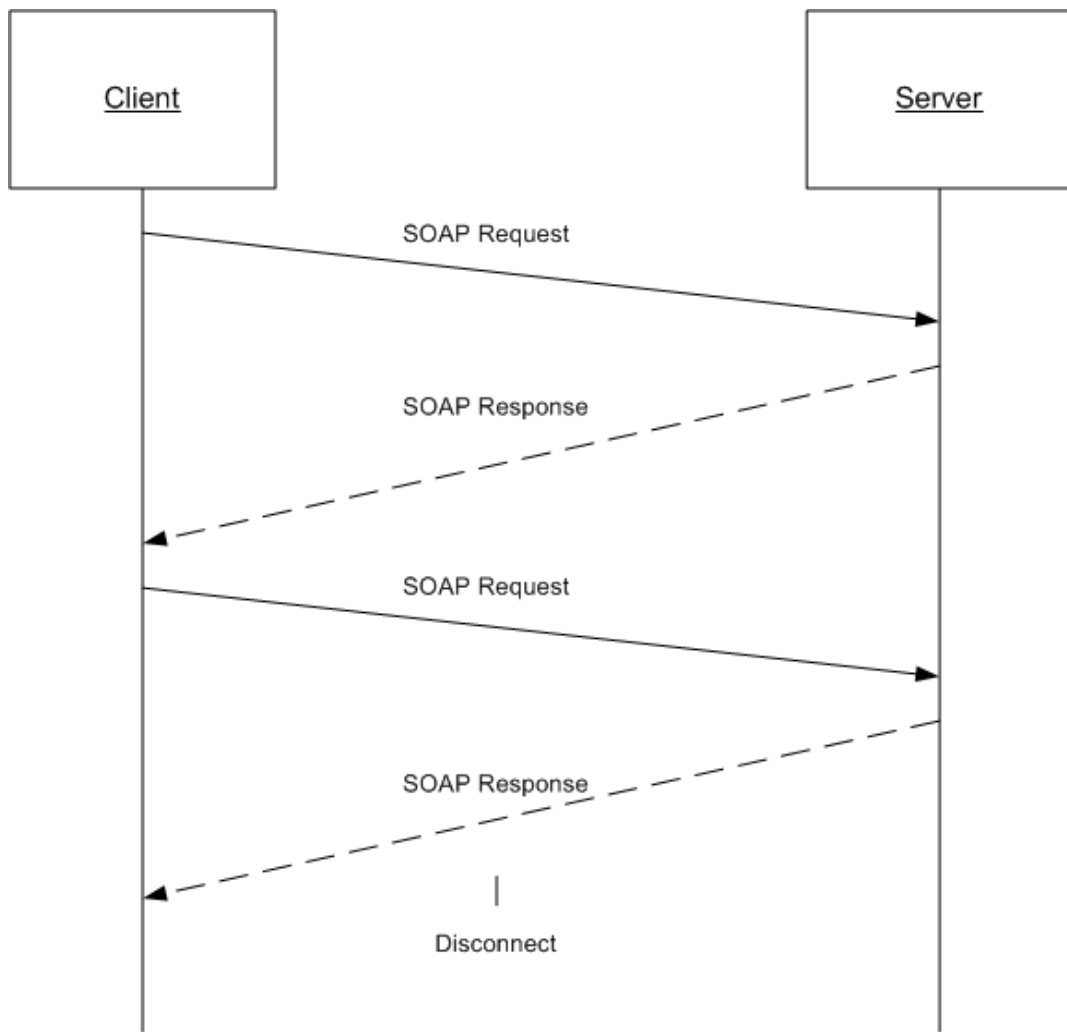 Client
Server
SOAP Request
SOAP Response
SOAP Request
SOAP Response
Disconnect